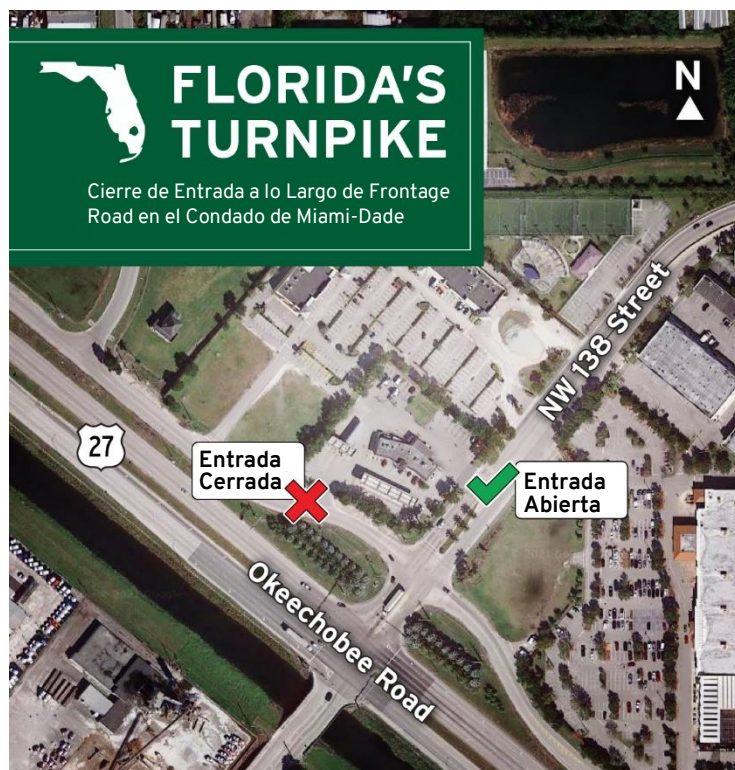 FLORIDA'S
TURNPIKE
Cierre de Entrada a lo Largo de Frontage
Road en el Condado de Miami-Dade
N
NW 138 Street
27
Entrada
Cerrada
Entrada
Abierta
Okeechobee Road